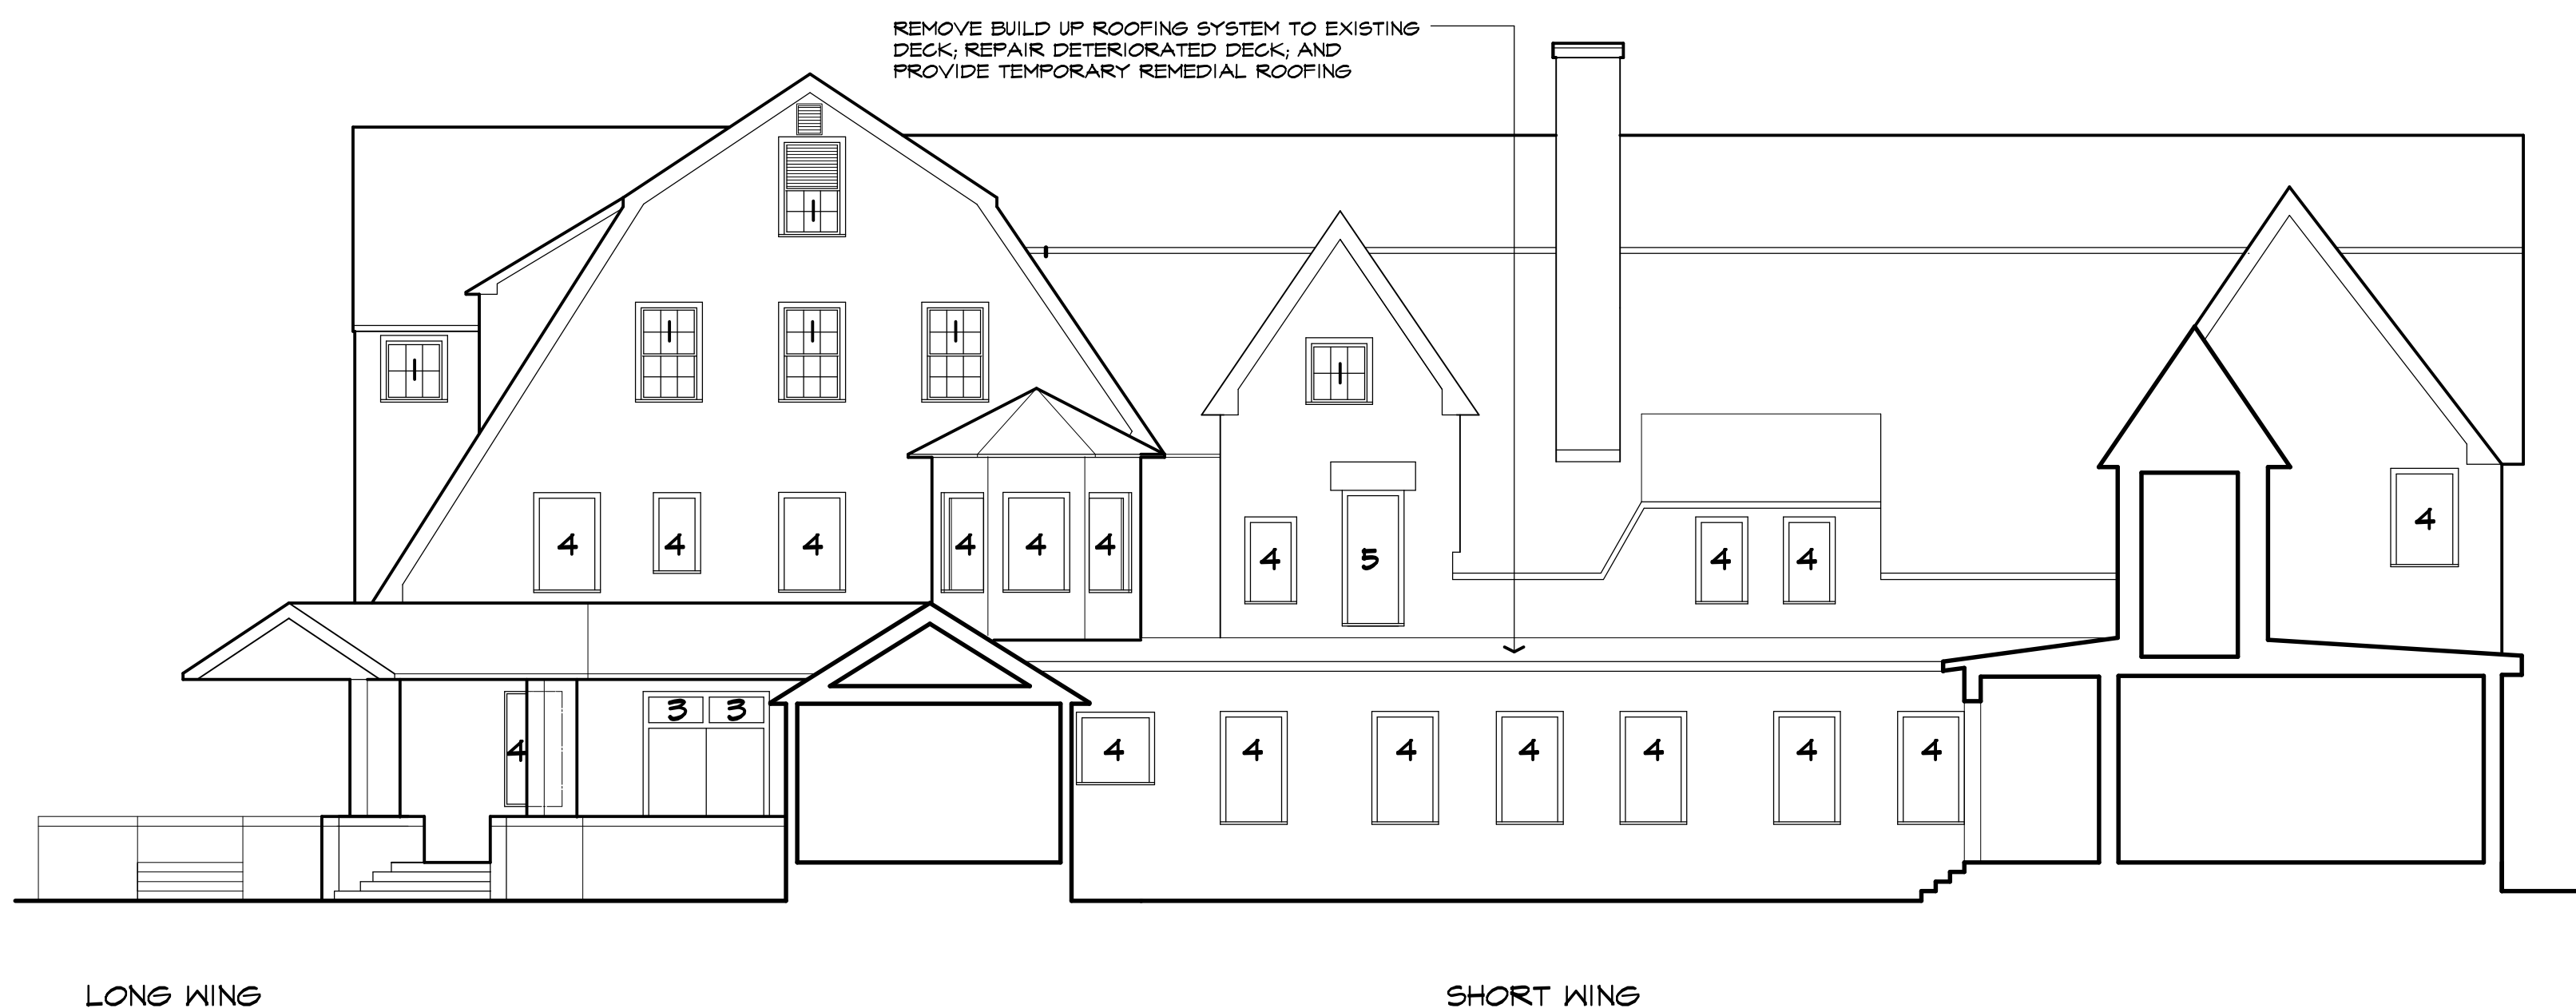 REMOVE BUILD UP ROOFING SYSTEM TO EXISTING
DECK; REPAIR DETERIORATED DECK; AND
PROVIDE TEMPORARY REMEDIAL ROOFING
1
1 1 1
1 1
4 4 4 4 4 4 4 5 4 4 4
3 3
4 4 4 4 4 4 4 4
LONG WING SHORT WING